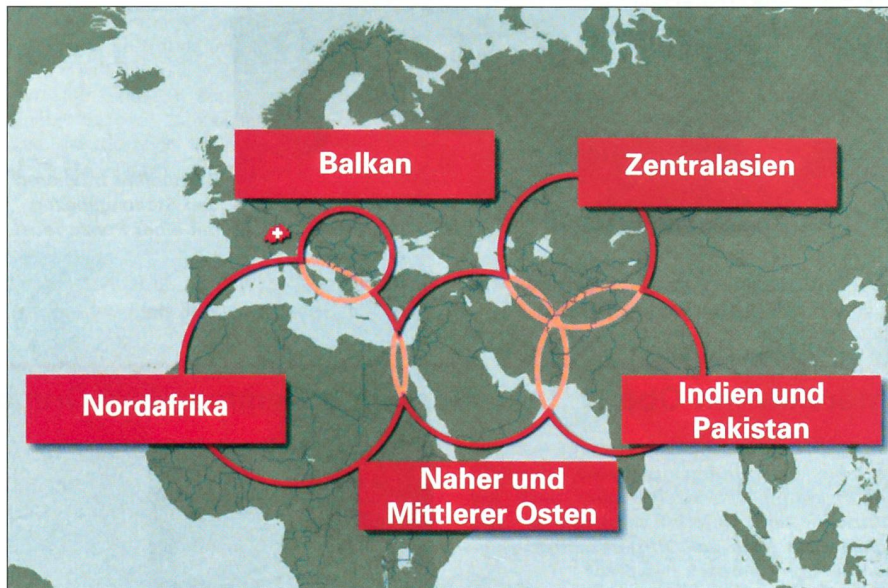 Balkan
Zentralasien
Nordafrika
Indien und
Pakistan
Naher und
Mittlerer Osten